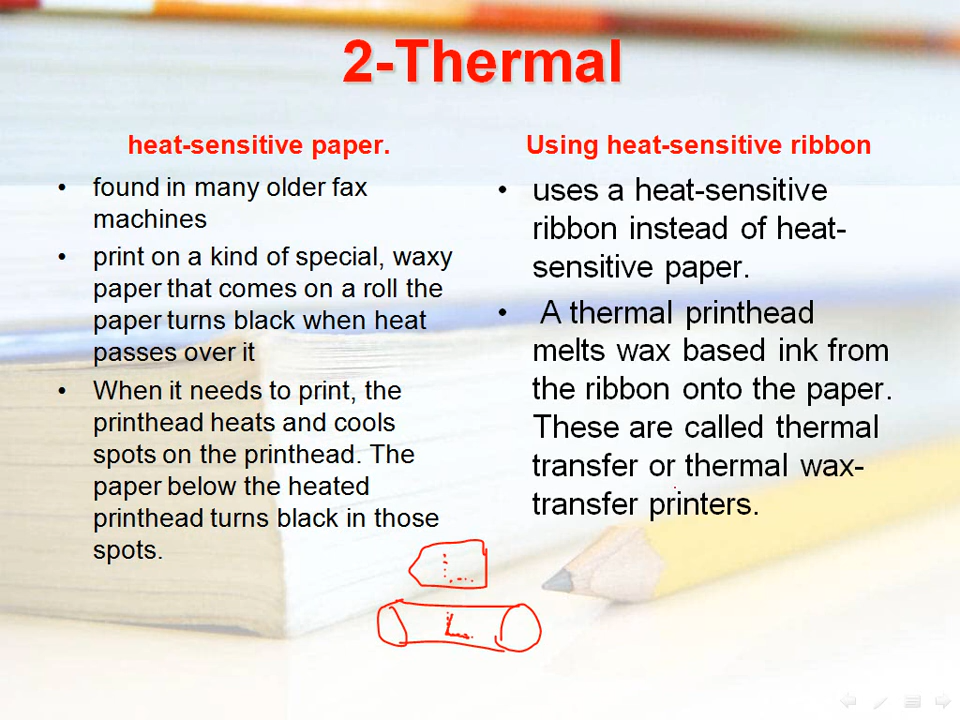 2-Thermal
heat-sensitive paper.
• found in many older fax
machines
• print on a kind of special, waxy
paper that comes on a roll the
paper turns black when heat
passes over it
• When it needs to print, the
printhead heats and cools
spots on the printhead. The
paper below the heated
printhead turns black in those
spots.
Using heat-sensitive ribbon
• uses a heat-sensitive
ribbon instead of heat-
sensitive paper.
• A thermal printhead
melts wax based ink from
the ribbon onto the paper.
These are called thermal
transfer or thermal wax-
transfer printers.
L